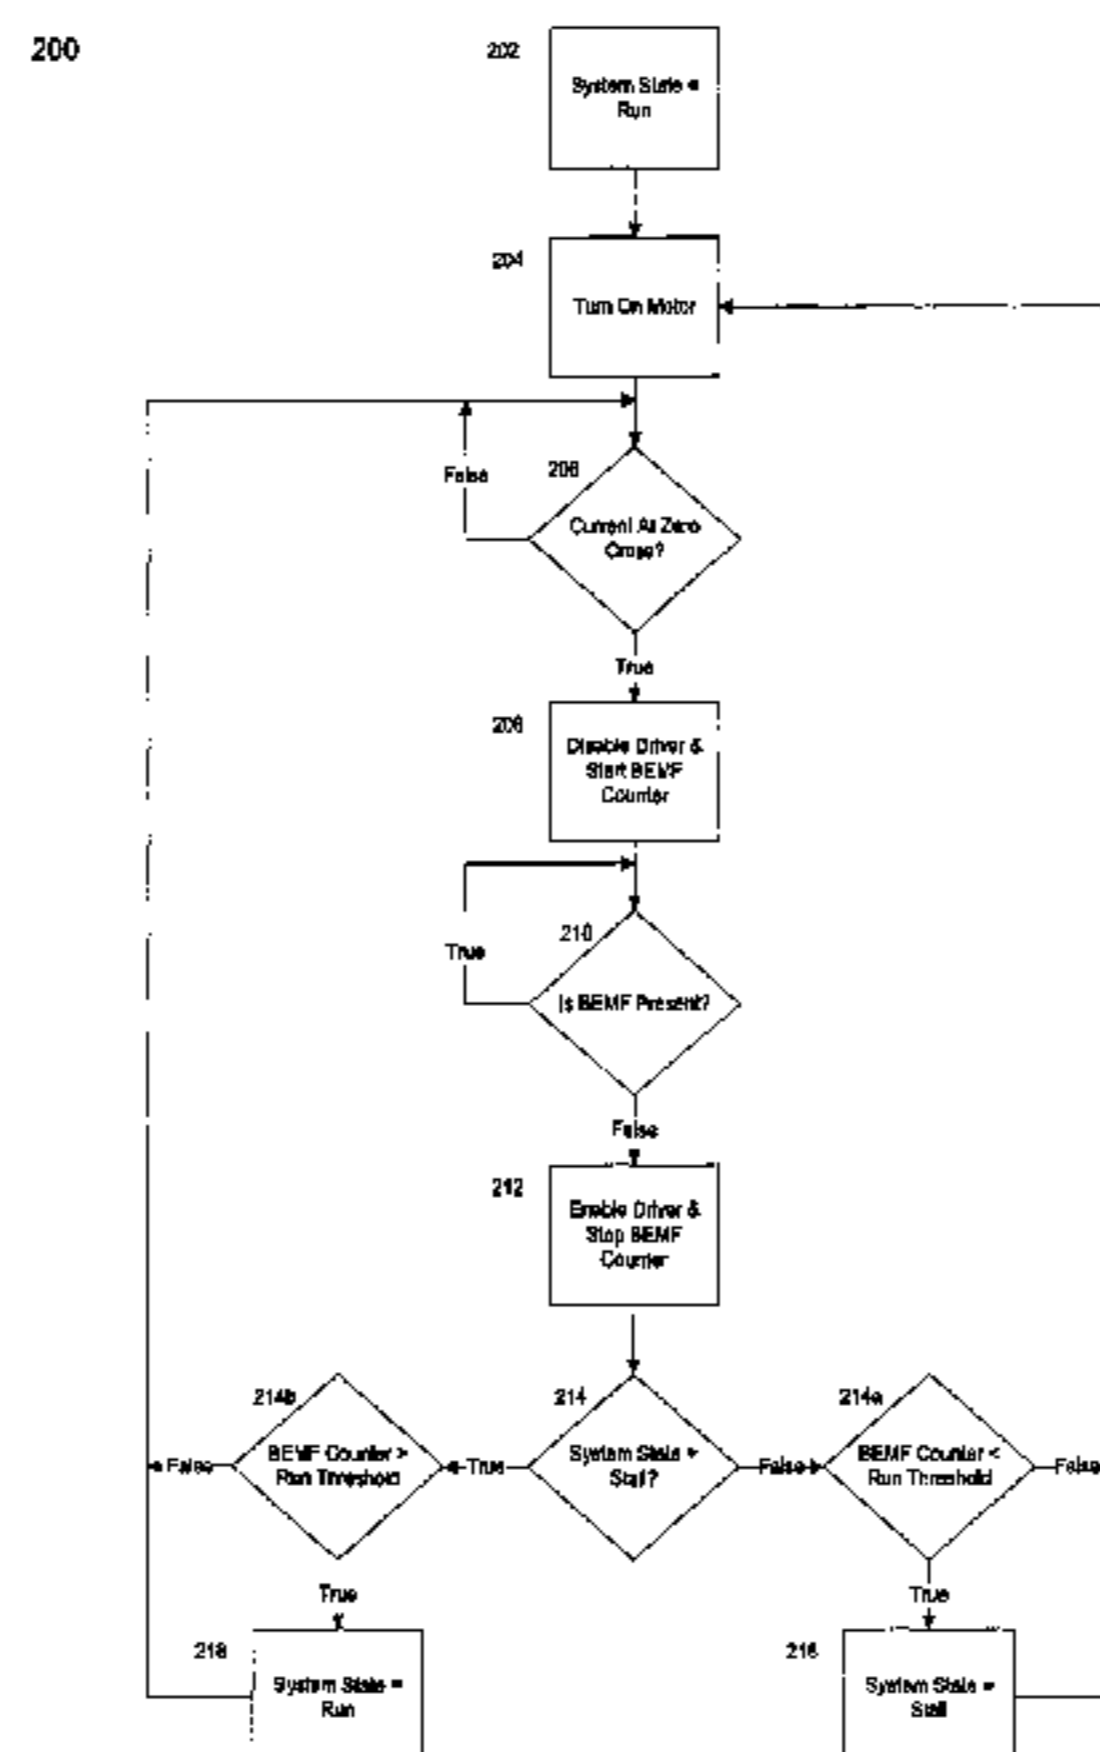 200
202
System State =
Run
204
Turn On Motor
False
206
Current At Zero
Cross?
True
208
Disable Driver &
Start BEMF
Counter
210
True
Is BEMF Present?
False
212
Enable Driver &
Stop BEMF
Counter
214b
214
214a
False
BEMF Counter >
Run Threshold
True
System State =
Stall?
False
BEMF Counter <
Run Threshold
False
True
True
218
System State =
Run
216
System State =
Stall